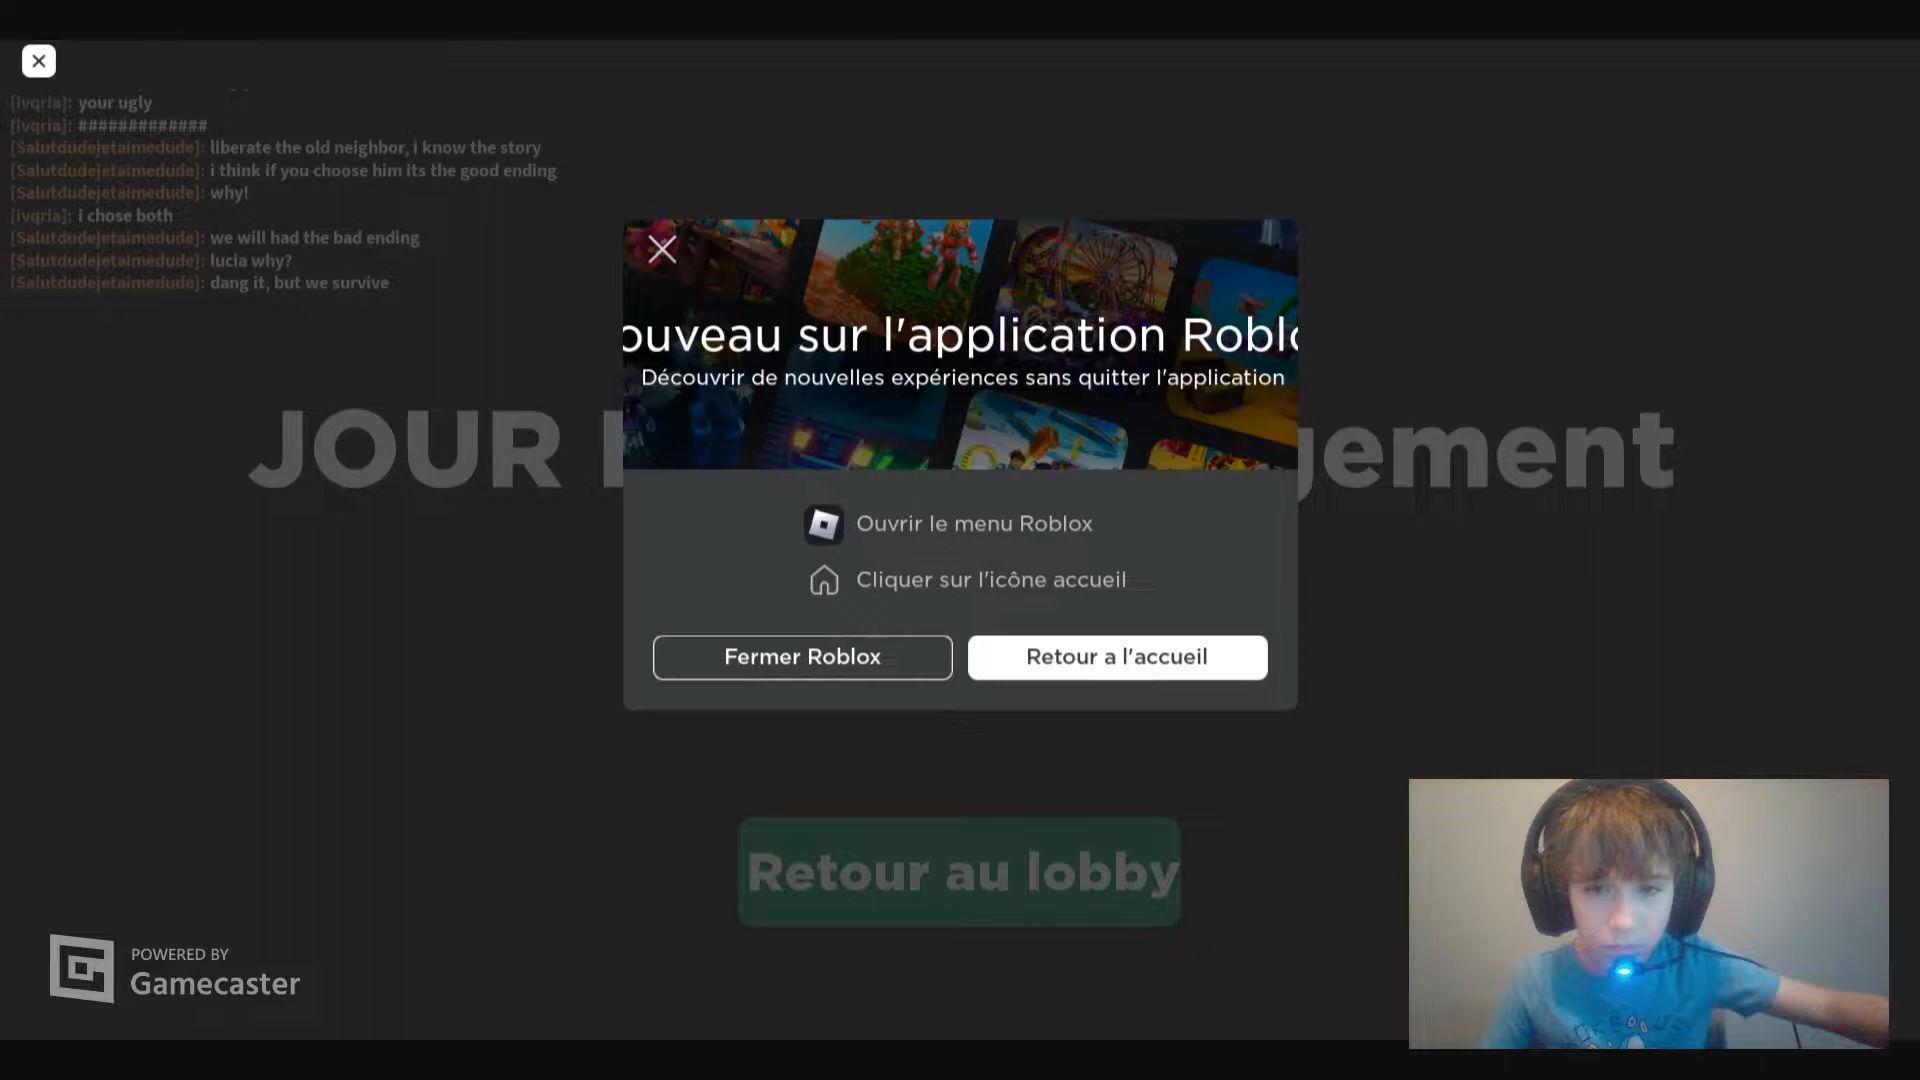 [ivqria]: your ugly
[ivqria]: #############
[Salutdudejetaimedude]: liberate the old neighbor, i know the story
[Salutdudejetaimedude]: i think if you choose him its the good ending
[Salutdudejetaimedude]: why!
[ivqria]: i chose both
[Salutdudejetaimedude]: we will had the bad ending
[Salutdudejetaimedude]: lucia why?
[Salutdudejetaimedude]: dang it, but we survive
ouveau sur l'application Roblo
Découvrir de nouvelles expériences sans quitter l'application
JOUR gement
Ouvrir le menu Roblox
Cliquer sur l'icône accueil
Fermer Roblox
Retour a l'accueil
Retour au lobby
POWERED BY
Gamecaster